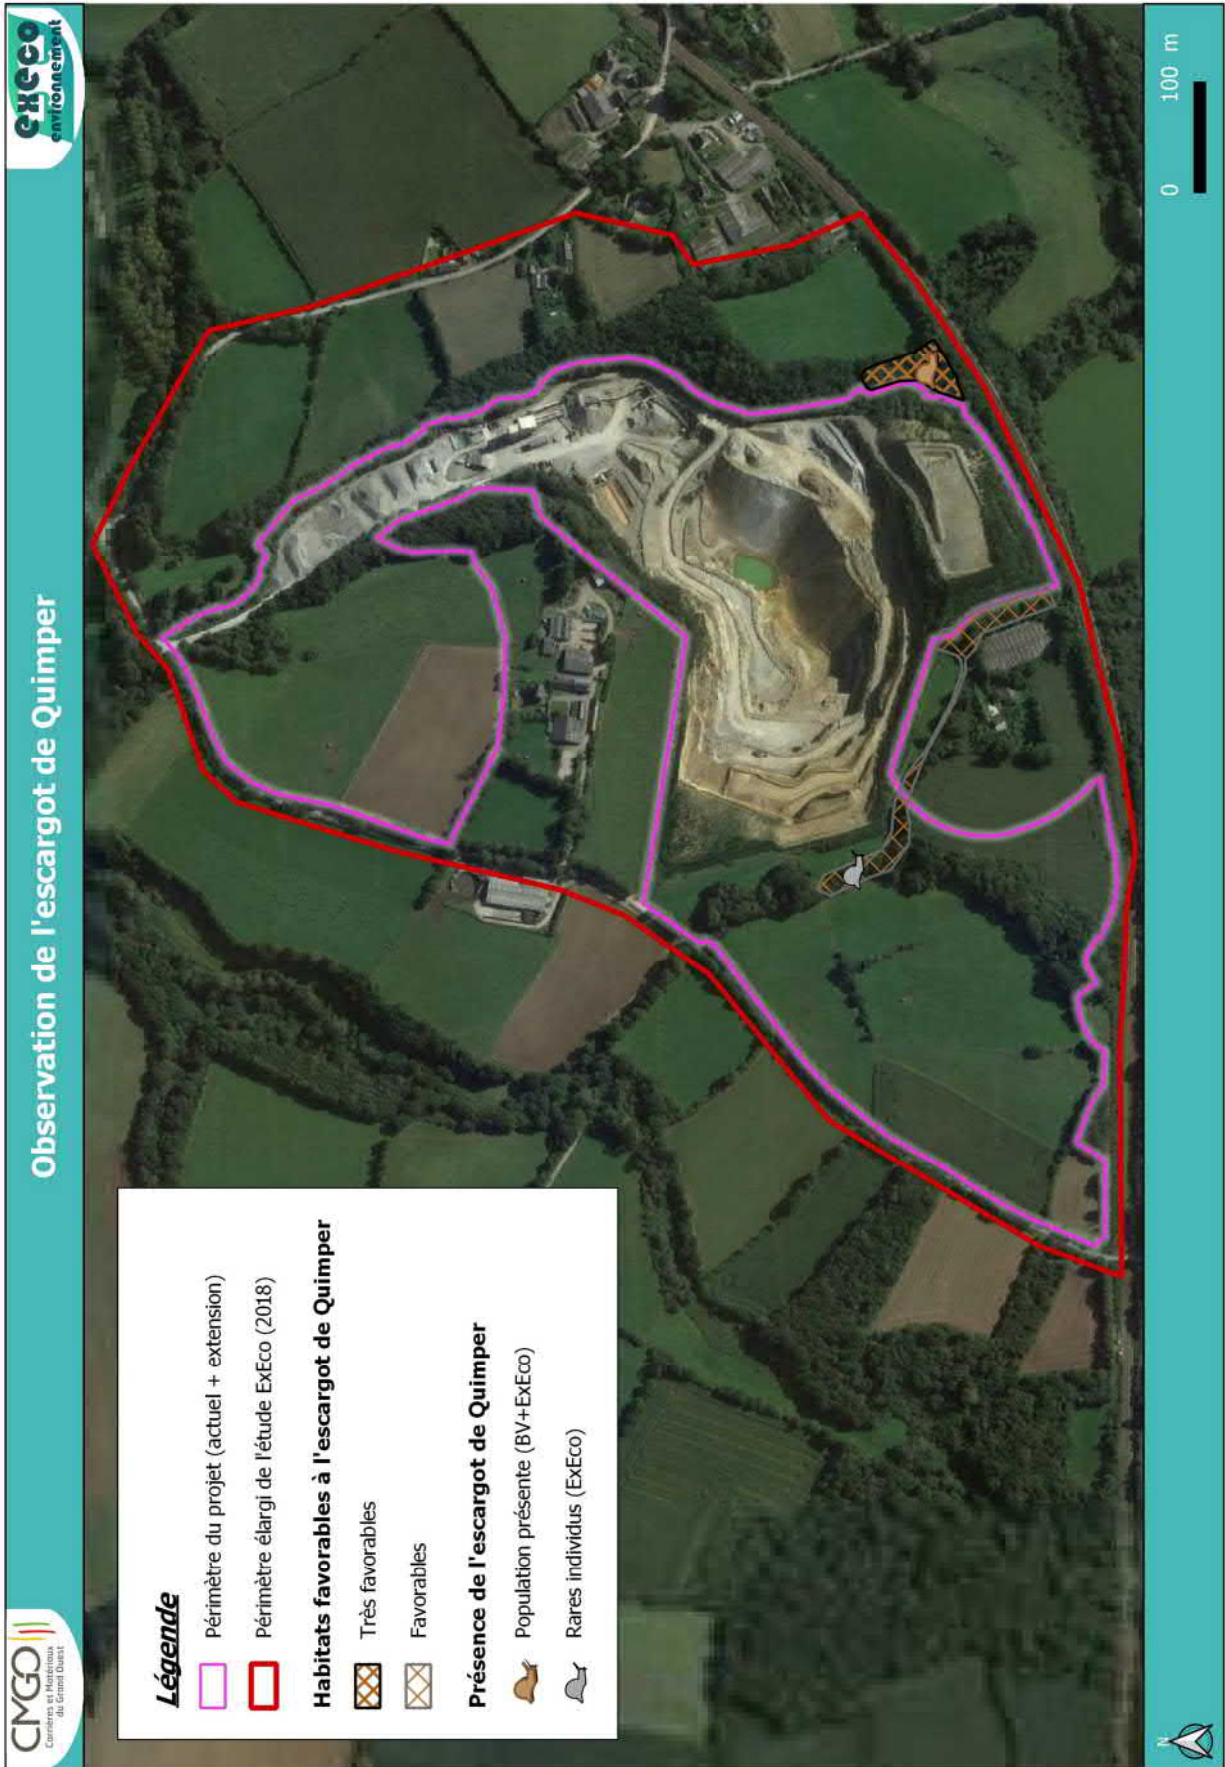 CMGO
Carrières et Matériaux
du Grand Ouest
Observation de l'escargot de Quimper
execo
environnement
Légende
Périmètre du projet (actuel + extension)
Périmètre élargi de l'étude ExEco (2018)
Habitats favorables à l'escargot de Quimper
Très favorables
Favorables
Présence de l'escargot de Quimper
Population présente (BV+ExEco)
Rares individus (ExEco)
N
0 100 m